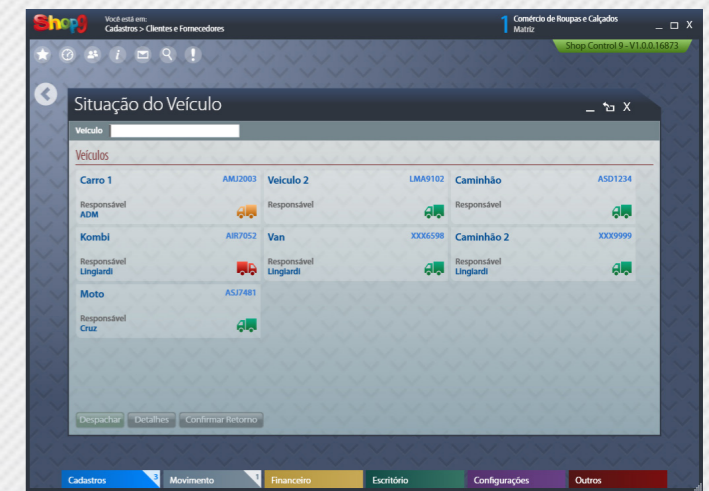 Shop9
Você está em:
Cadastros > Clientes e Fornecedores
1
Comércio de Roupas e Calçados
Matriz
Shop Control 9 - V1.0.0.16873
Situação do Veículo
Veículo
Veículos
Carro 1 AMJ2003
Responsável
ADM
Veiculo 2 LMA9102
Responsável
Caminhão ASD1234
Responsável
Kombi AIR7052
Responsável
Lingiardi
Van XXX6598
Responsável
Lingiardi
Caminhão 2 XXX9999
Responsável
Lingiardi
Moto ASJ7481
Responsável
Cruz
Despachar Detalhes Confirmar Retorno
Cadastros 3 Movimento 1 Financeiro Escritório Configurações Outros